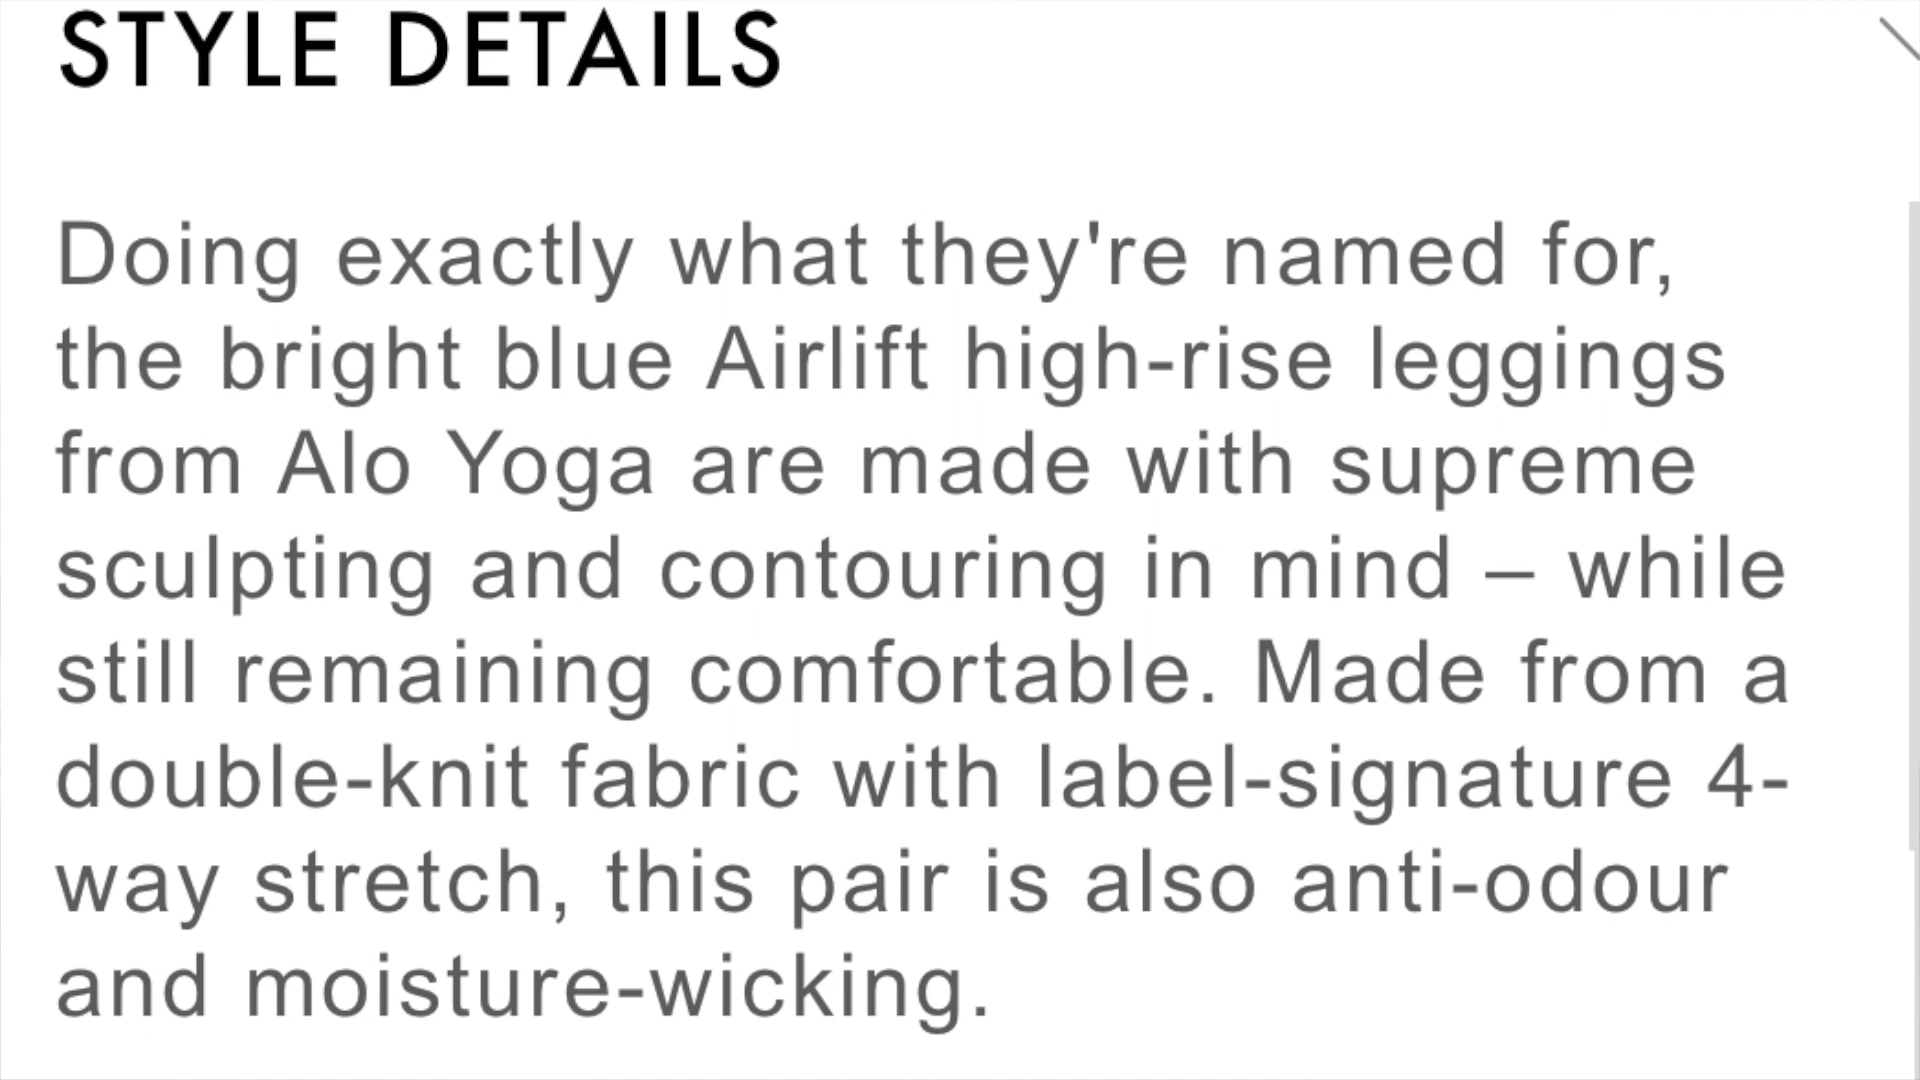 STYLE DETAILS
Doing exactly what they're named for,
the bright blue Airlift high-rise leggings
from Alo Yoga are made with supreme
sculpting and contouring in mind – while
still remaining comfortable. Made from a
double-knit fabric with label-signature 4-
way stretch, this pair is also anti-odour
and moisture-wicking.